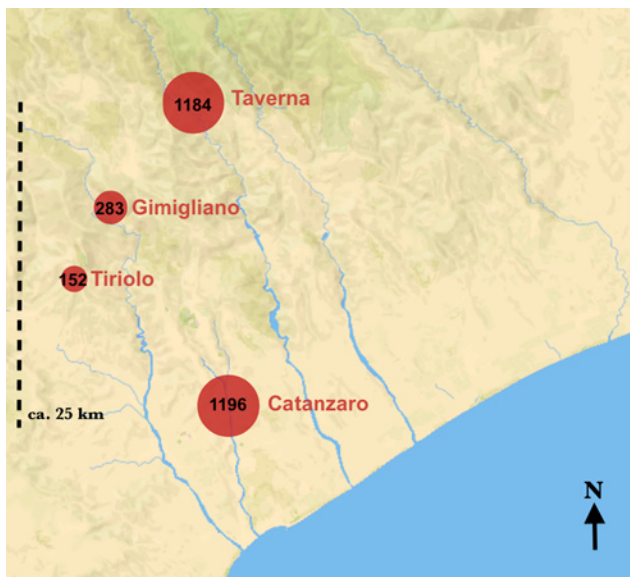 1184 Taverna
283 Gimigliano
152 Tiriolo
1196 Catanzaro
ca. 25 km
N